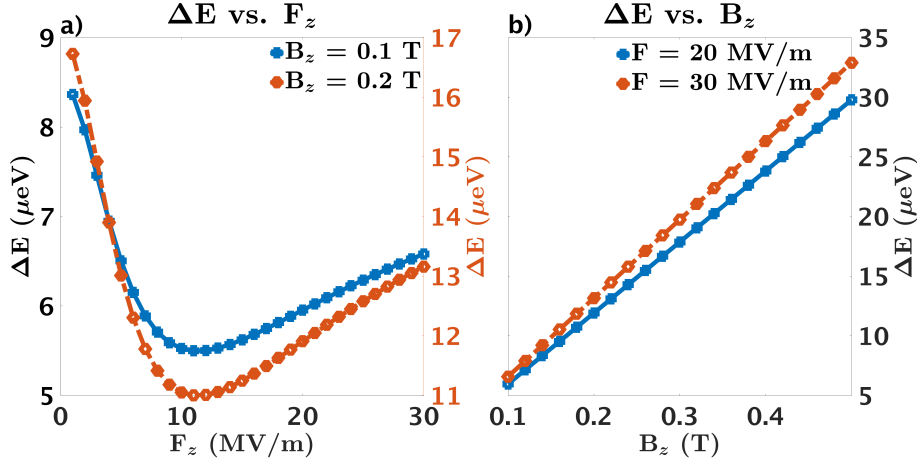 ΔE vs. F_z
a)
B_z = 0.1 T
B_z = 0.2 T
9
8
7
6
5
ΔE (μeV)
17
16
15
14
13
12
11
ΔE (μeV)
0
10
20
30
F_z (MV/m)
ΔE vs. B_z
b)
F = 20 MV/m
F = 30 MV/m
35
30
25
20
15
10
5
ΔE (μeV)
0.1
0.2
0.3
0.4
B_z (T)